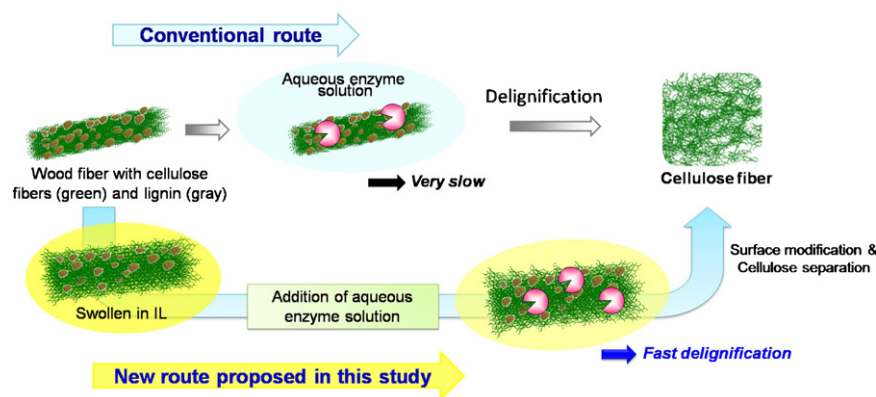 Conventional route
Aqueous enzyme
solution
Delignification
Wood fiber with cellulose
fibers (green) and lignin (gray)
Very slow
Cellulose fiber
Swollen in IL
Addition of aqueous
enzyme solution
Surface modification &
Cellulose separation
Fast delignification
New route proposed in this study